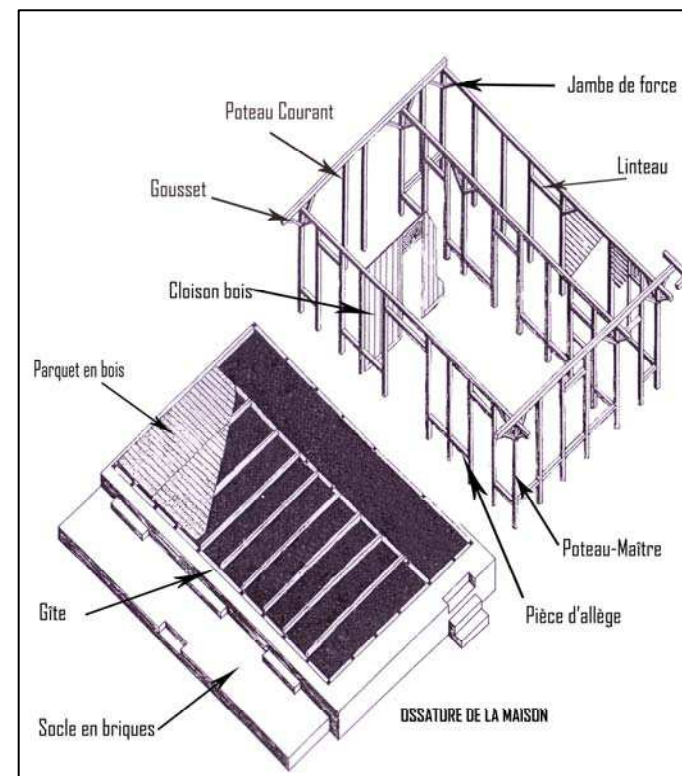 Jambe de force
Poteau Courant
Linteau
Gousset
Cloison bois
Parquet en bois
Poteau-Maître
Gîte
Pièce d'allège
Socle en briques
OSSATURE DE LA MAISON